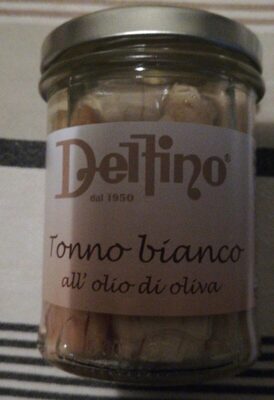 Delfino®
dal 1950
Tonno bianco
all' olio di oliva